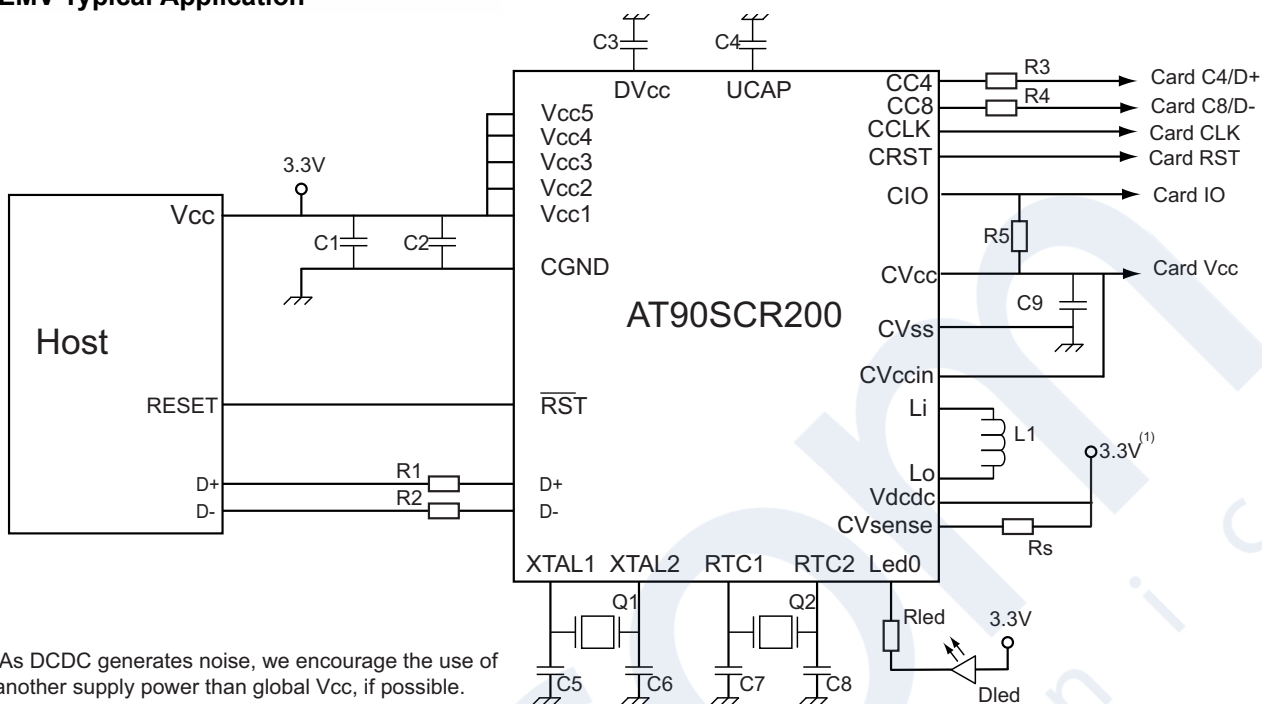 EMV Typical Application
C3
C4
DVcc
UCAP
CC4
R3
Card C4/D+
CC8
R4
Card C8/D-
Vcc5
CCLK
Card CLK
Vcc4
CRST
Card RST
Vcc3
3.3V
Vcc2
CIO
Card IO
Vcc
Vcc1
C1
C2
R5
CGND
CVcc
Card Vcc
C9
AT90SCR200
Host
CVss
CVccin
RESET
RST
Li
L1
3.3V(1)
R1
Lo
D+
D+
Vdcdc
R2
D-
D-
CVsense
Rs
XTAL1
XTAL2
RTC1
RTC2
Led0
Q1
Q2
Rled
3.3V
As DCDC generates noise, we encourage the use of
another supply power than global Vcc, if possible.
C5
C6
C7
C8
Dled